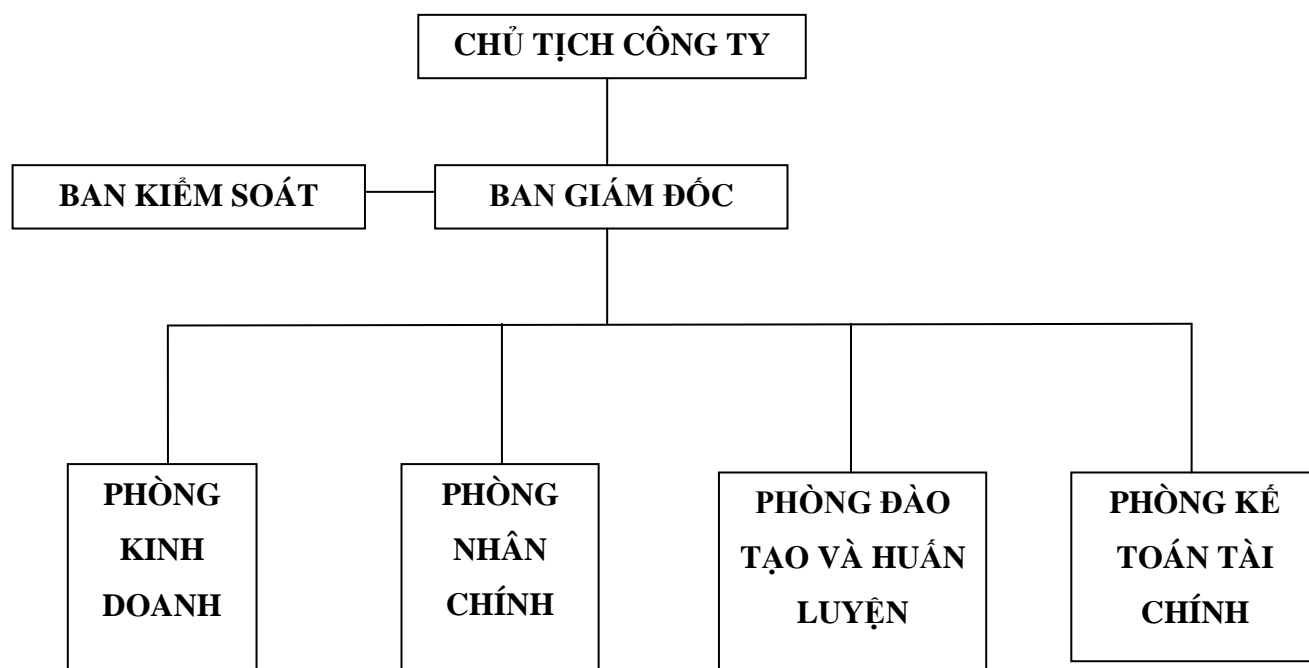 CHỦ TỊCH CÔNG TY
BAN KIỂM SOÁT
BAN GIÁM ĐỐC
PHÒNG
KINH
DOANH
PHÒNG
NHÂN
CHÍNH
PHÒNG ĐÀO
TẠO VÀ HUẤN
LUYỆN
PHÒNG KẾ
TOÁN TÀI
CHÍNH